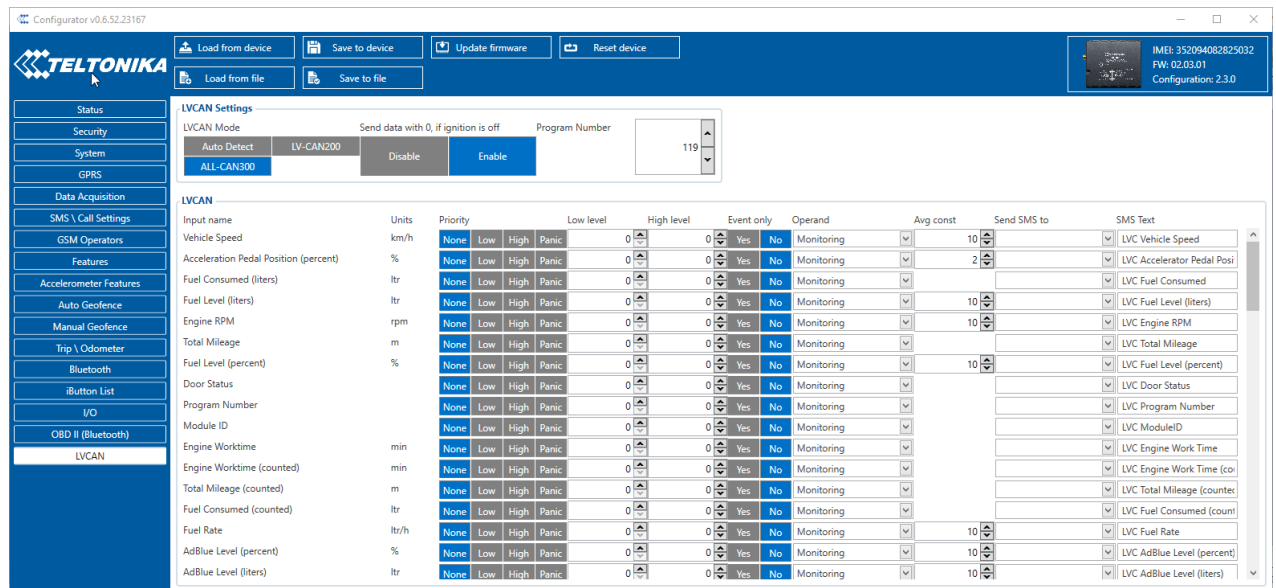 Configurator v0.6.52.23167
TELTONIKA
Load from device Save to device Update firmware Reset device
Load from file Save to file
IMEI: 352094082825032
FW: 02.03.01
Configuration: 2.3.0
Status
Security
System
GPRS
Data Acquisition
SMS \ Call Settings
GSM Operators
Features
Accelerometer Features
Auto Geofence
Manual Geofence
Trip \ Odometer
Bluetooth
iButton List
I/O
OBD II (Bluetooth)
LVCAN
LVCAN Settings
LVCAN Mode Send data with 0, if ignition is off Program Number
Auto Detect LV-CAN200 Disable Enable 119
ALL-CAN300
LVCAN
Input name Units Priority Low level High level Event only Operand Avg const Send SMS to SMS Text
Vehicle Speed km/h None Low High Panic 0 0 Yes No Monitoring 10 LVC Vehicle Speed
Acceleration Pedal Position (percent) % None Low High Panic 0 0 Yes No Monitoring 2 LVC Accelerator Pedal Posi
Fuel Consumed (liters) ltr None Low High Panic 0 0 Yes No Monitoring LVC Fuel Consumed
Fuel Level (liters) ltr None Low High Panic 0 0 Yes No Monitoring 10 LVC Fuel Level (liters)
Engine RPM rpm None Low High Panic 0 0 Yes No Monitoring 10 LVC Engine RPM
Total Mileage m None Low High Panic 0 0 Yes No Monitoring LVC Total Mileage
Fuel Level (percent) % None Low High Panic 0 0 Yes No Monitoring 10 LVC Fuel Level (percent)
Door Status None Low High Panic 0 0 Yes No Monitoring LVC Door Status
Program Number None Low High Panic 0 0 Yes No Monitoring LVC Program Number
Module ID None Low High Panic 0 0 Yes No Monitoring LVC ModuleID
Engine Worktime min None Low High Panic 0 0 Yes No Monitoring LVC Engine Work Time
Engine Worktime (counted) min None Low High Panic 0 0 Yes No Monitoring LVC Engine Work Time (co
Total Mileage (counted) m None Low High Panic 0 0 Yes No Monitoring LVC Total Mileage (counted
Fuel Consumed (counted) ltr None Low High Panic 0 0 Yes No Monitoring LVC Fuel Consumed (count
Fuel Rate ltr/h None Low High Panic 0 0 Yes No Monitoring 10 LVC Fuel Rate
AdBlue Level (percent) % None Low High Panic 0 0 Yes No Monitoring 10 LVC AdBlue Level (percent)
AdBlue Level (liters) ltr None Low High Panic 0 0 Yes No Monitoring 10 LVC AdBlue Level (liters)